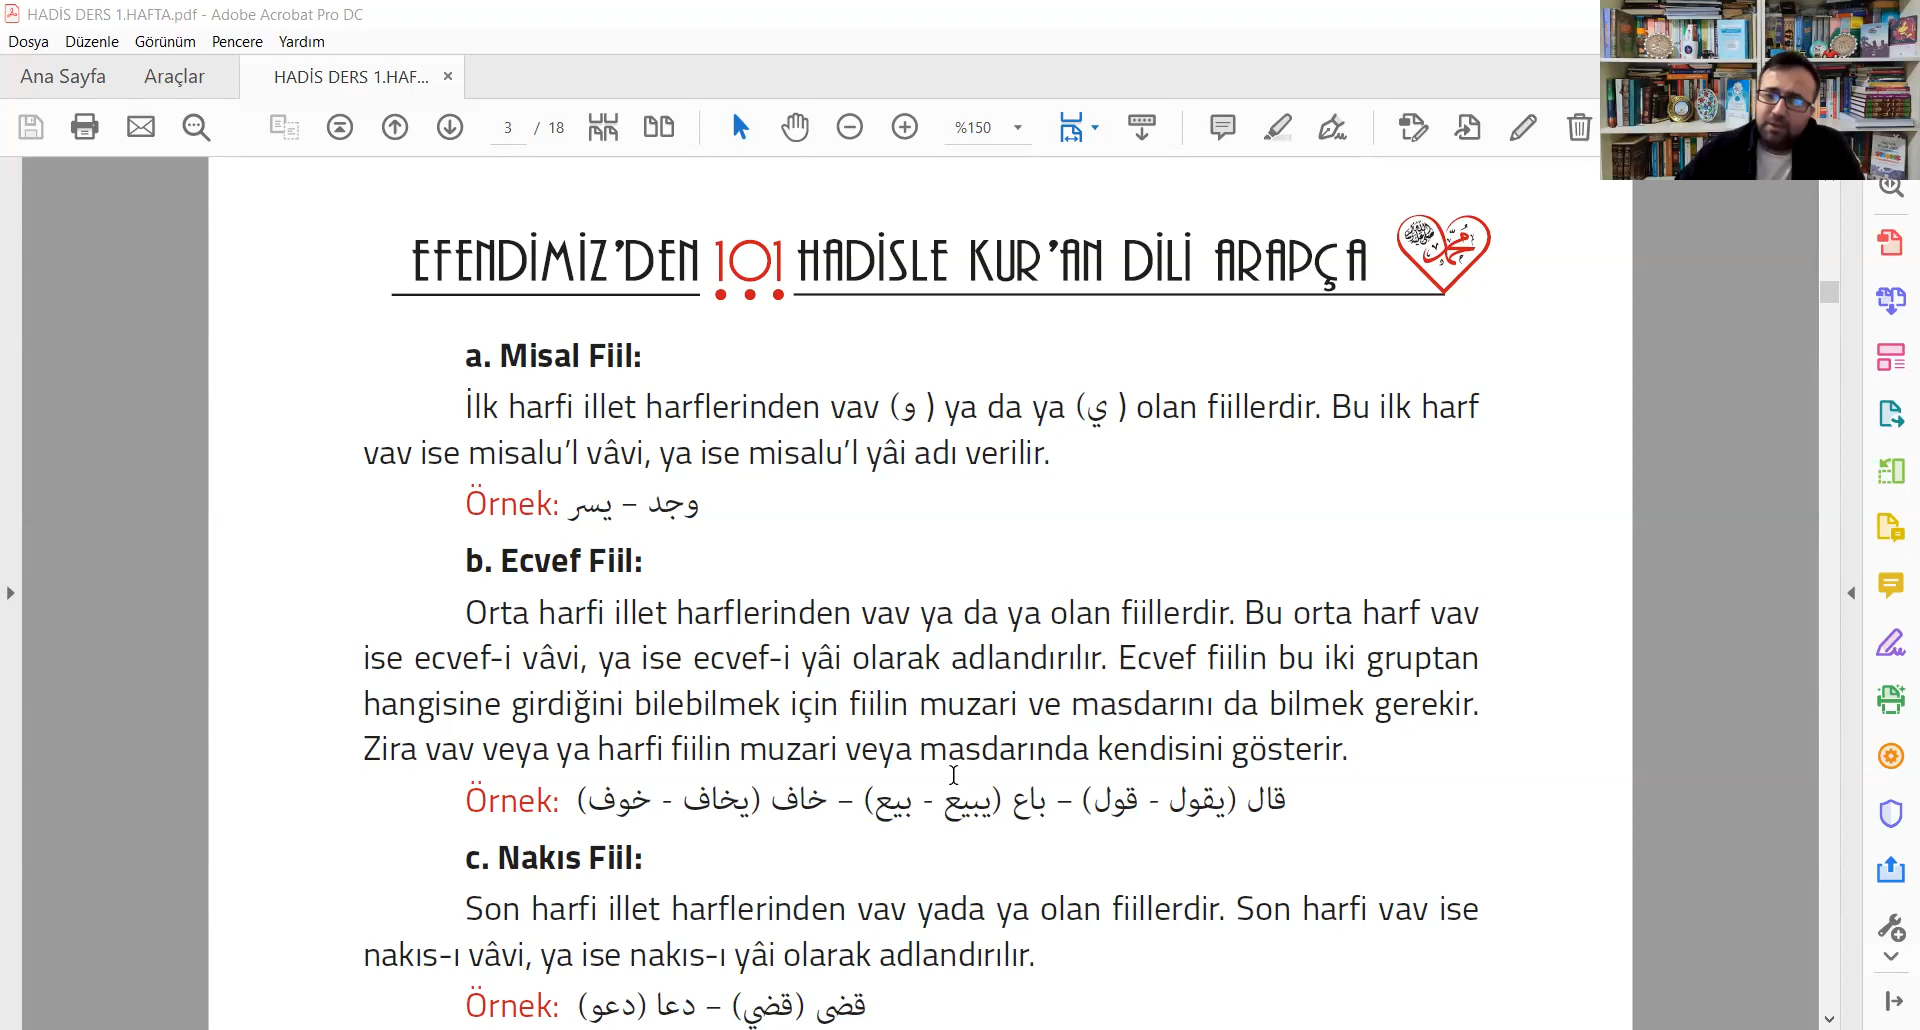 HADİS DERS 1.HAFTA.pdf - Adobe Acrobat Pro DC
Dosya Düzenle Görünüm Pencere Yardım
Ana Sayfa Araçlar HADİS DERS 1.HAF... ×
3 / 18 %150
EFENDİMİZ'DEN 101 HADİSLE KUR'AN DİLİ ARAPÇA
محمد
a. Misal Fiil:
İlk harfi illet harflerinden vav (و ) ya da ya (ي ) olan fiillerdir. Bu ilk harf
vav ise misalu'l vâvi, ya ise misalu'l yâi adı verilir.
Örnek: وجد – يسر
b. Ecvef Fiil:
Orta harfi illet harflerinden vav ya da ya olan fiillerdir. Bu orta harf vav
ise ecvef-i vâvi, ya ise ecvef-i yâi olarak adlandırılır. Ecvef fiilin bu iki gruptan
hangisine girdiğini bilebilmek için fiilin muzari ve masdarını da bilmek gerekir.
Zira vav veya ya harfi fiilin muzari veya masdarında kendisini gösterir.
Örnek: قال (يقول - قول) – باع (يبيع - بيع) – خاف (يخاف - خوف)
c. Nakıs Fiil:
Son harfi illet harflerinden vav yada ya olan fiillerdir. Son harfi vav ise
nakıs-ı vâvi, ya ise nakıs-ı yâi olarak adlandırılır.
Örnek: قضى (قضي) – دعا (دعو)